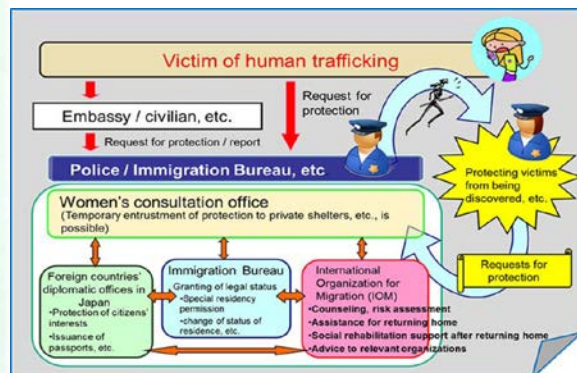 Victim of human trafficking
Embassy / civilian, etc.
Request for
protection
Request for protection / report
Police / Immigration Bureau, etc
Protecting victims
from being
discovered, etc.
Women's consultation office
(Temporary entrustment of protection to private shelters, etc., is
possible)
Requests for
protection
Foreign countries'
diplomatic offices in
Japan
•Protection of citizens'
interests
•Issuance of
passports, etc.
Immigration Bureau
Granting of legal status
•Special residency
permission
•change of status of
residence, etc.
International
Organization for
Migration (IOM)
•Counseling, risk assessment
•Assistance for returning home
•Social rehabilitation support after returning home
•Advice to relevant organizations